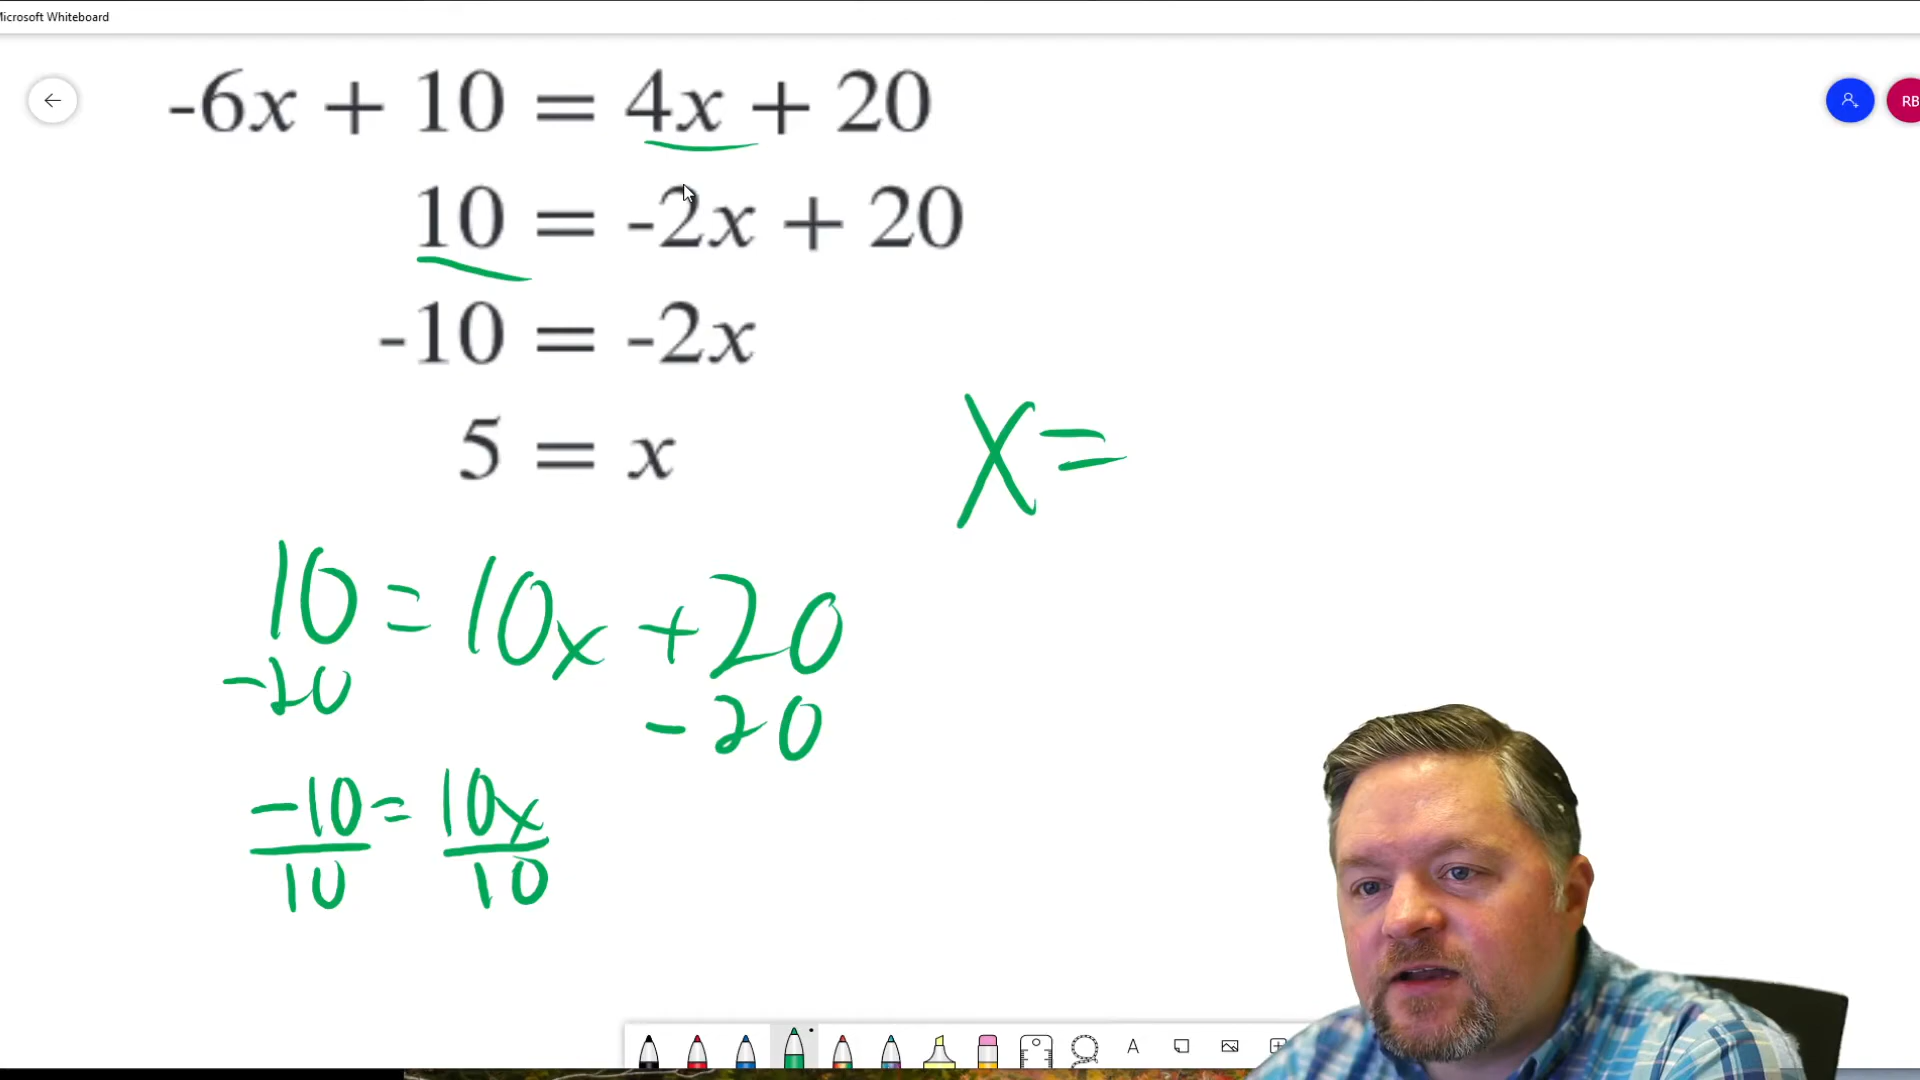 Microsoft Whiteboard
RB
-6x + 10 = 4x + 20
10 = -2x + 20
-10 = -2x
5 = x
x=
10 = 10x + 20
-20 -20
-10 = 10x
10 10
A